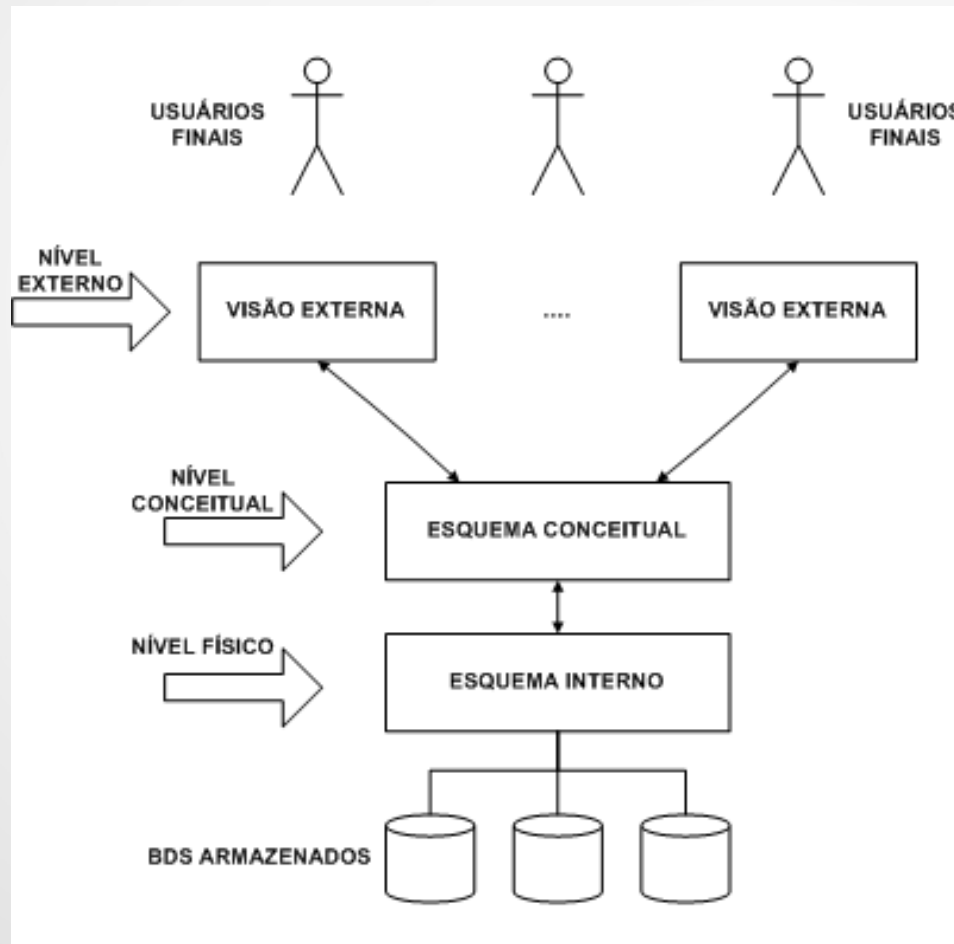 USUÁRIOS
FINAIS
USUÁRIOS
FINAIS
NÍVEL
EXTERNO
VISÃO EXTERNA
....
VISÃO EXTERNA
NÍVEL
CONCEITUAL
ESQUEMA CONCEITUAL
NÍVEL FÍSICO
ESQUEMA INTERNO
BDS ARMAZENADOS